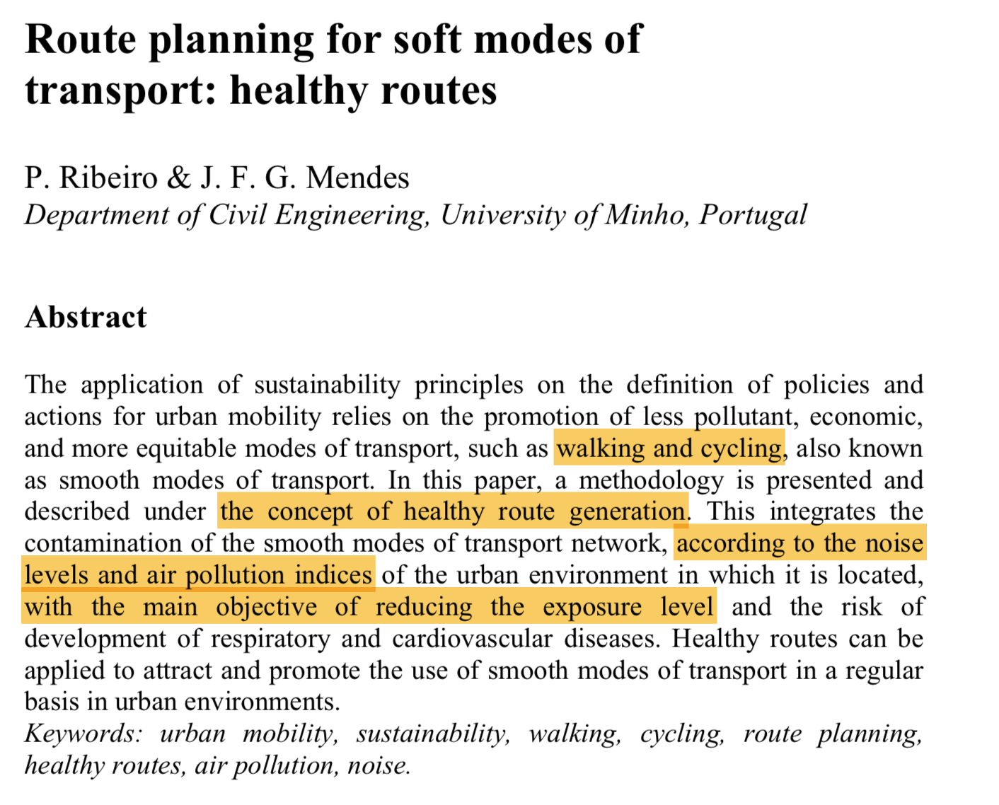 Route planning for soft modes of
transport: healthy routes
P. Ribeiro & J. F. G. Mendes
Department of Civil Engineering, University of Minho, Portugal
Abstract
The application of sustainability principles on the definition of policies and
actions for urban mobility relies on the promotion of less pollutant, economic,
and more equitable modes of transport, such as walking and cycling, also known
as smooth modes of transport. In this paper, a methodology is presented and
described under the concept of healthy route generation. This integrates the
contamination of the smooth modes of transport network, according to the noise
levels and air pollution indices of the urban environment in which it is located,
with the main objective of reducing the exposure level and the risk of
development of respiratory and cardiovascular diseases. Healthy routes can be
applied to attract and promote the use of smooth modes of transport in a regular
basis in urban environments.
Keywords: urban mobility, sustainability, walking, cycling, route planning,
healthy routes, air pollution, noise.